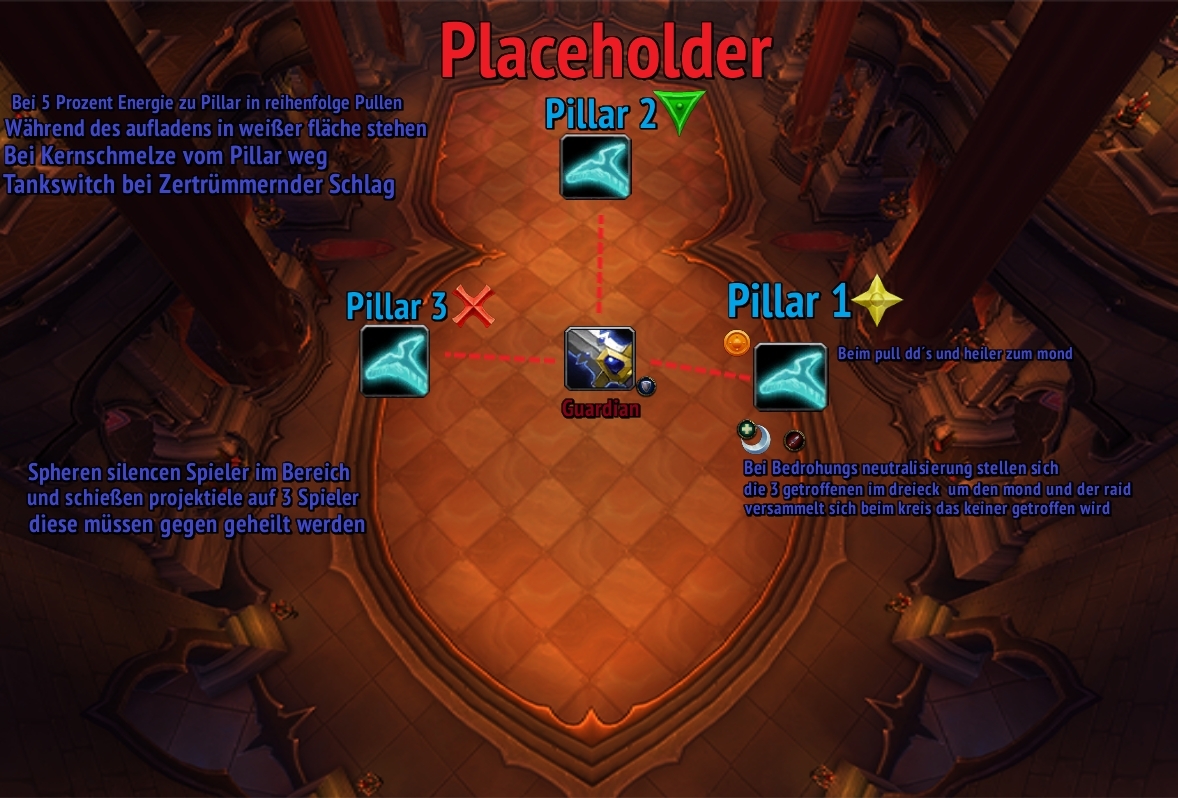 Placeholder
Bei 5 Prozent Energie zu Pillar in reihenfolge Pullen
Während des aufladens in weißer fläche stehen
Bei Kernschmelze vom Pillar weg
Tankswitch bei Zertrümmernder Schlag
Pillar 2
Pillar 3
Pillar 1
Beim pull dd´s und heiler zum mond
Guardian
Spheren silencen Spieler im Bereich
und schießen projektiele auf 3 Spieler
diese müssen gegen geheilt werden
Bei Bedrohungs neutralisierung stellen sich
die 3 getroffenen im dreieck um den mond und der raid
versammelt sich beim kreis das keiner getroffen wird